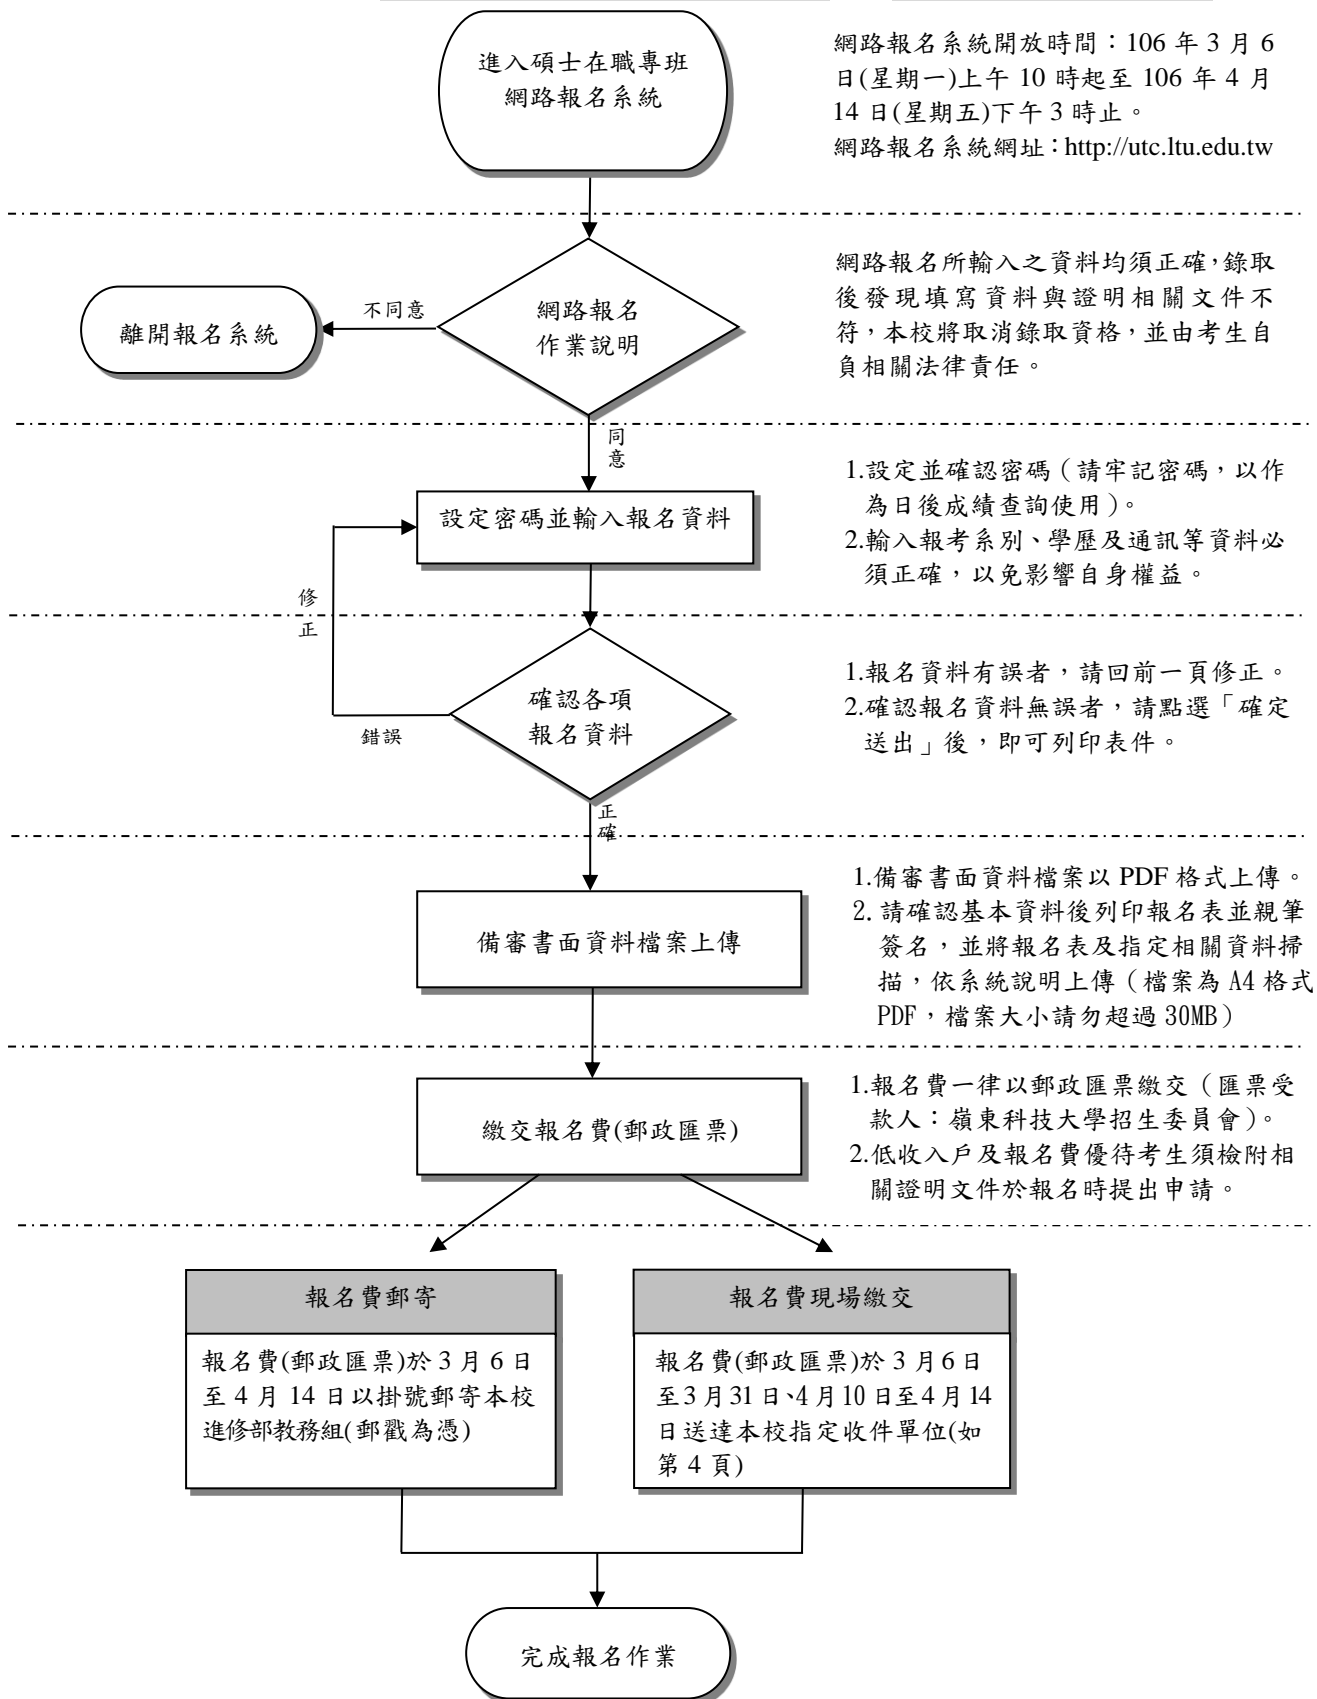 進入碩士在職專班
網路報名系統
網路報名系統開放時間：106 年 3 月 6
日(星期一)上午 10 時起至 106 年 4 月
14 日(星期五)下午 3 時止。
網路報名系統網址：http://utc.ltu.edu.tw
離開報名系統
不同意
網路報名
作業說明
網路報名所輸入之資料均須正確，錄取
後發現填寫資料與證明相關文件不
符，本校將取消錄取資格，並由考生自
負相關法律責任。
同
意
設定密碼並輸入報名資料
1.設定並確認密碼（請牢記密碼，以作
為日後成績查詢使用）。
2.輸入報考系別、學歷及通訊等資料必
須正確，以免影響自身權益。
修
正
確認各項
報名資料
錯誤
1.報名資料有誤者，請回前一頁修正。
2.確認報名資料無誤者，請點選「確定
送出」後，即可列印表件。
正
確
備審書面資料檔案上傳
1.備審書面資料檔案以 PDF 格式上傳。
2. 請確認基本資料後列印報名表並親筆
簽名，並將報名表及指定相關資料掃
描，依系統說明上傳（檔案為 A4 格式
PDF，檔案大小請勿超過 30MB）
繳交報名費(郵政匯票)
1.報名費一律以郵政匯票繳交（匯票受
款人：嶺東科技大學招生委員會）。
2.低收入戶及報名費優待考生須檢附相
關證明文件於報名時提出申請。
報名費郵寄
報名費(郵政匯票)於 3 月 6 日
至 4 月 14 日以掛號郵寄本校
進修部教務組(郵戳為憑)
報名費現場繳交
報名費(郵政匯票)於 3 月 6 日
至 3 月 31 日、4 月 10 日至 4 月 14
日送達本校指定收件單位(如
第 4 頁)
完成報名作業